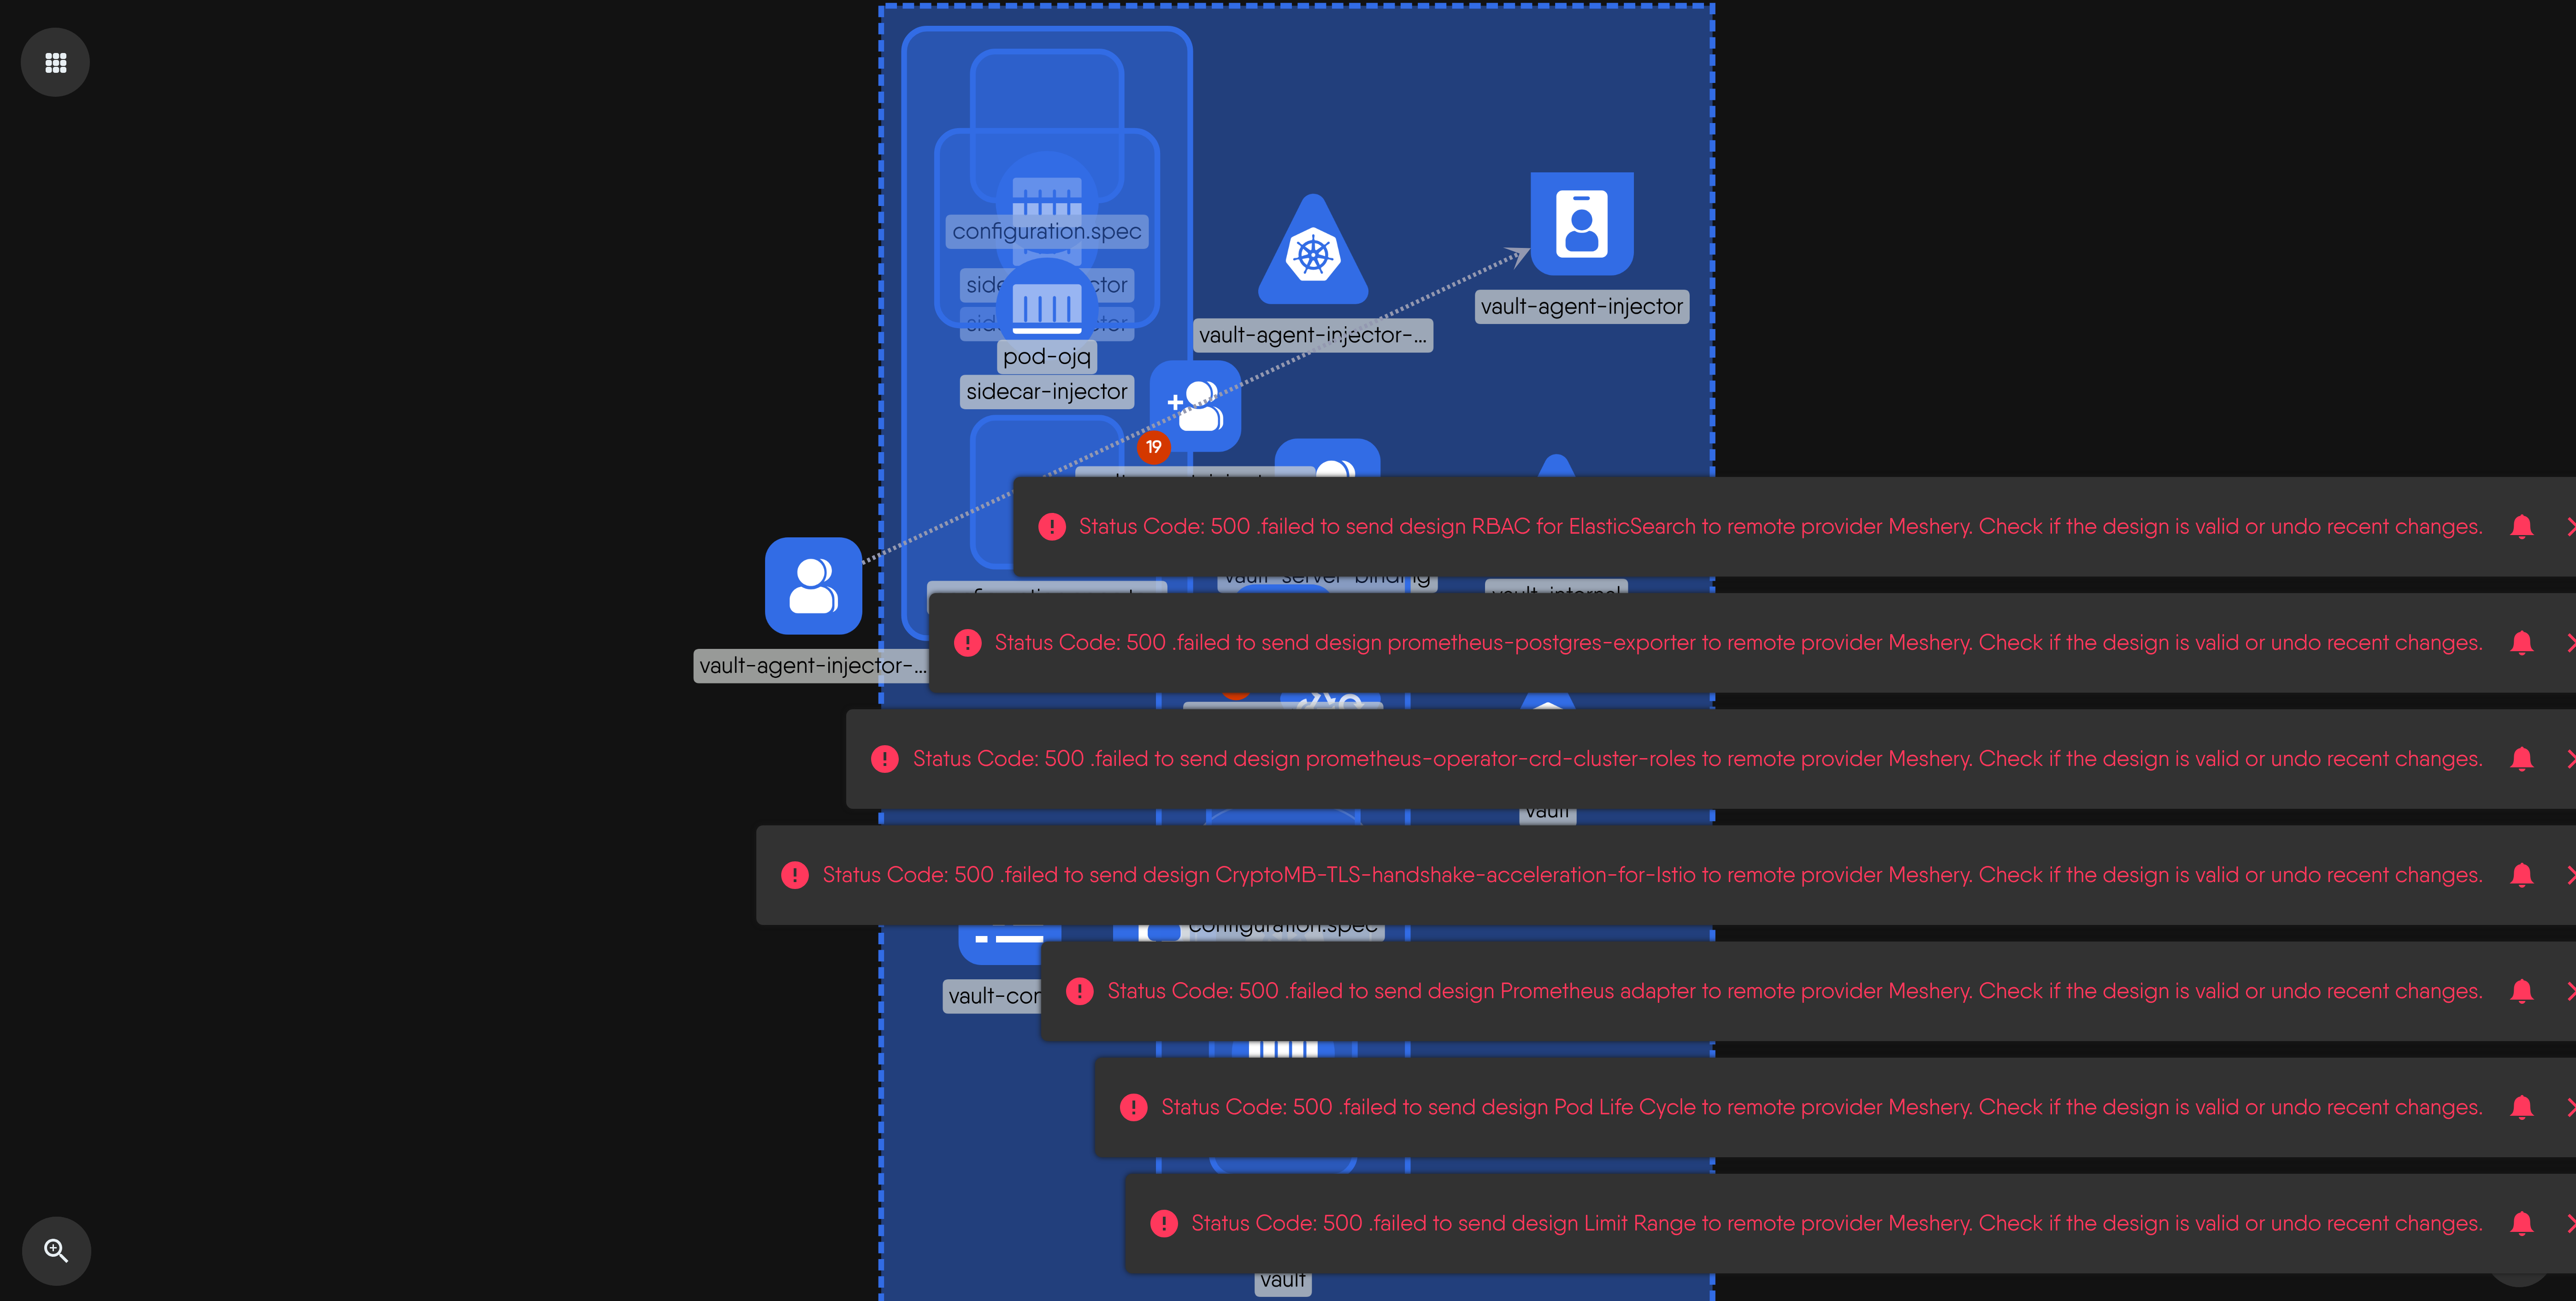 configuration.spec
vault-agent-injector
vault-agent-injector-...
pod-ojq
sidecar-injector
19
Status Code: 500 .failed to send design RBAC for ElasticSearch to remote provider Meshery. Check if the design is valid or undo recent changes.
vault-server-binding
vault-internal
Status Code: 500 .failed to send design prometheus-postgres-exporter to remote provider Meshery. Check if the design is valid or undo recent changes.
vault-agent-injector-...
Status Code: 500 .failed to send design prometheus-operator-crd-cluster-roles to remote provider Meshery. Check if the design is valid or undo recent changes.
vault
Status Code: 500 .failed to send design CryptoMB-TLS-handshake-acceleration-for-Istio to remote provider Meshery. Check if the design is valid or undo recent changes.
configuration.spec
Status Code: 500 .failed to send design Prometheus adapter to remote provider Meshery. Check if the design is valid or undo recent changes.
vault-con
Status Code: 500 .failed to send design Pod Life Cycle to remote provider Meshery. Check if the design is valid or undo recent changes.
Status Code: 500 .failed to send design Limit Range to remote provider Meshery. Check if the design is valid or undo recent changes.
vault